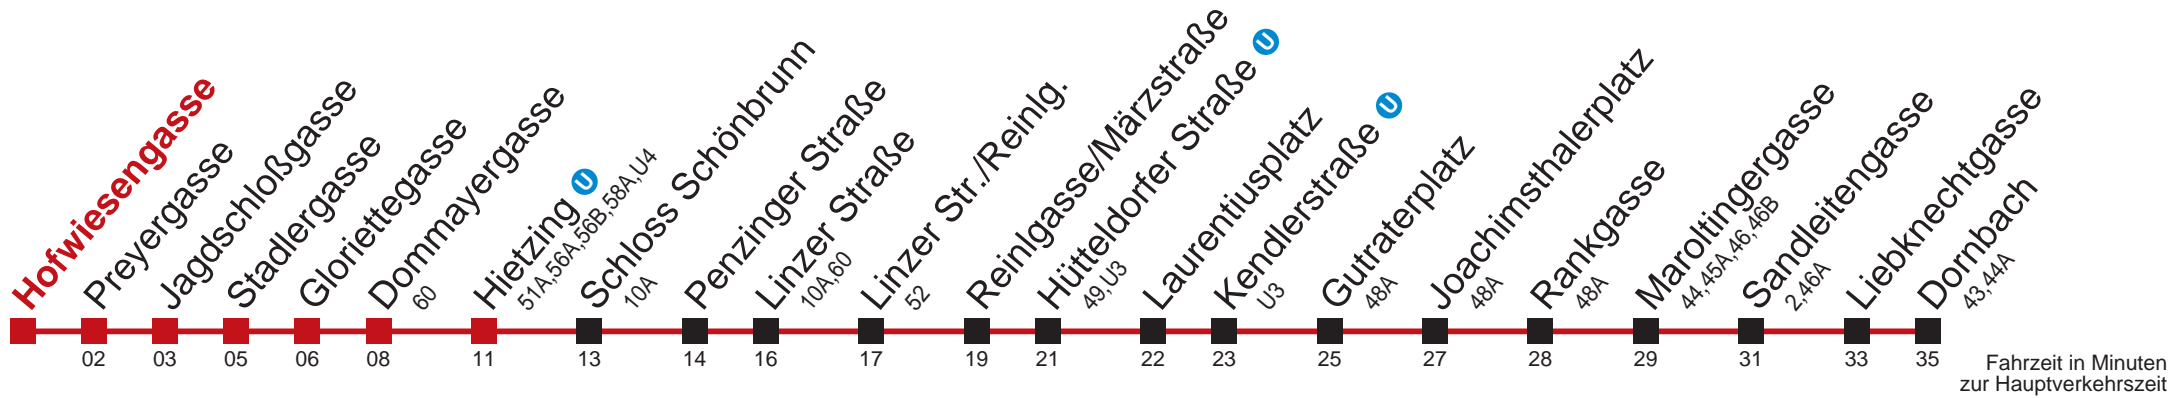 Hofwiesengasse
Preyergasse
Jagdschloßgasse
Stadlergasse
Gloriettegasse
Dommayergasse
60
Hietzing U
51A,56A,56B,58A,U4
Schloss Schönbrunn
10A
Penzinger Straße
Linzer Straße
10A,60
Linzer Str./Reinlg.
52
Reinlgasse/Märzstraße
Hütteldorfer Straße U
49,U3
Laurentiusplatz
Kendlerstraße U
U3
Gutraterplatz
48A
Joachimsthalerplatz
48A
Rankgasse
48A
Maroltingergasse
44,45A,46,46B
Sandleitengasse
2,46A
Liebknechtgasse
Dornbach
43,44A
02 03 05 06 08 11 13 14 16 17 19 21 22 23 25 27 28 29 31 33 35
Fahrzeit in Minuten
zur Hauptverkehrszeit